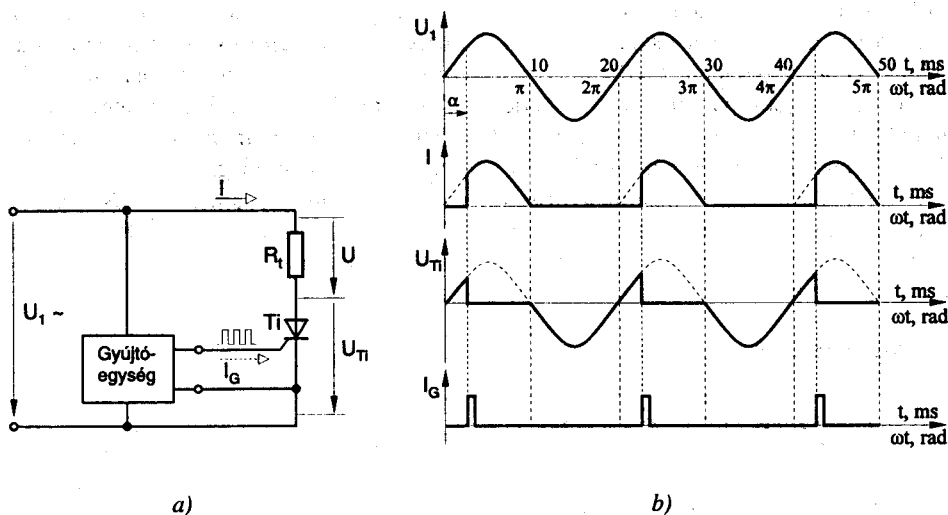 I
R_t
U
U_1 ~
Ti
U_Ti
Gyújtó-
egység
I_G
a)
U_1
10 20 30 40 50 t, ms
π 2π 3π 4π 5π ωt, rad
α
I
t, ms
ωt, rad
U_Ti
t, ms
ωt, rad
I_G
t, ms
ωt, rad
b)